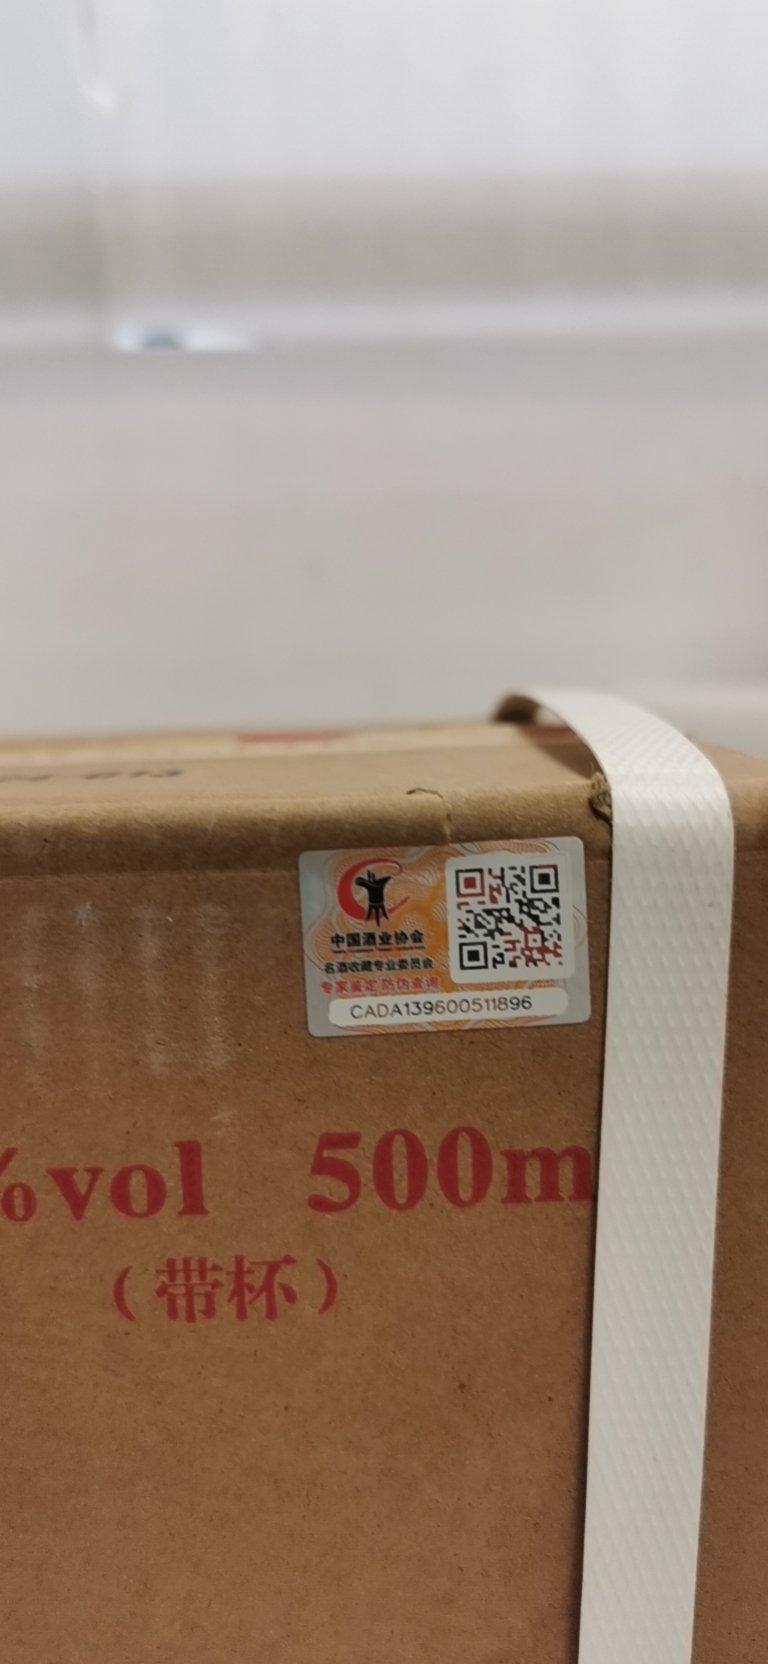 中国酒业协会
名酒收藏专业委员会
专家鉴定 防伪查询
CADA139600511896
%vol 500m
（带杯）